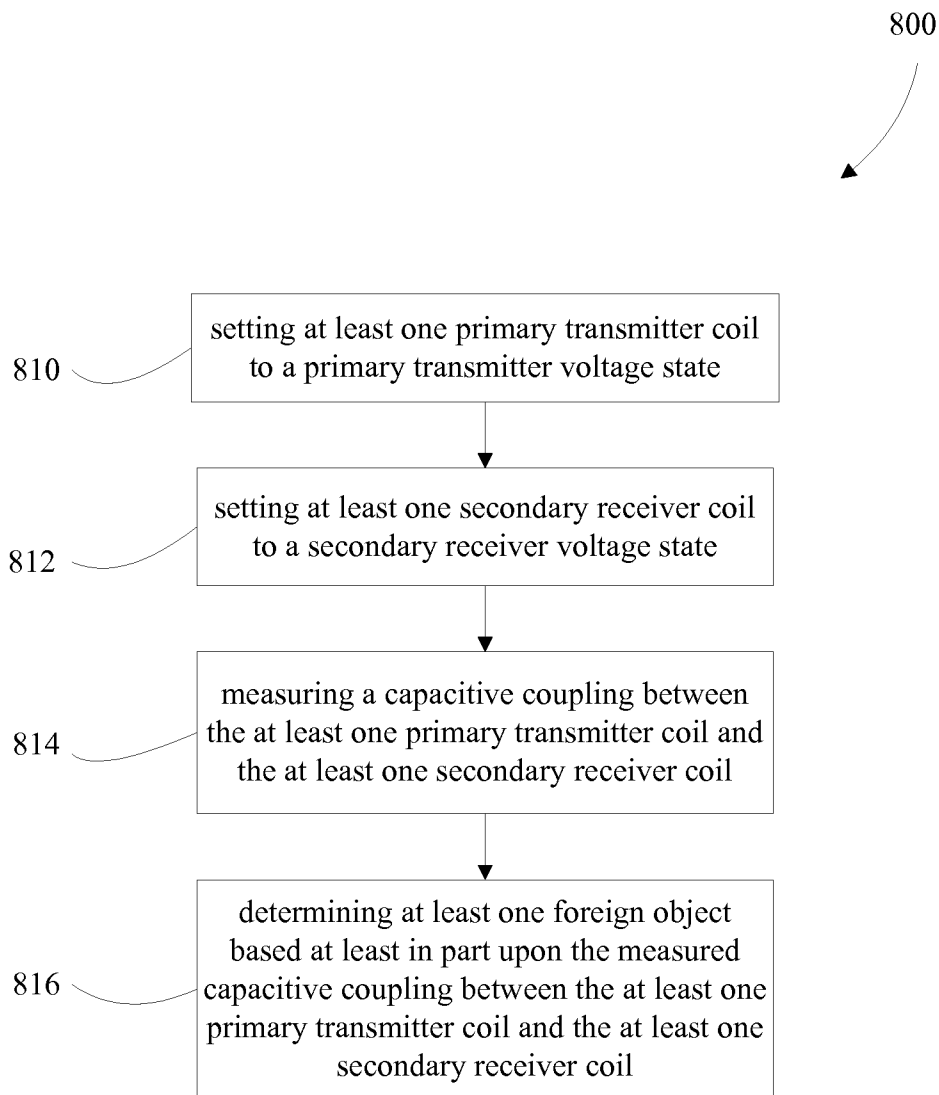 800
810
setting at least one primary transmitter coil
to a primary transmitter voltage state
812
setting at least one secondary receiver coil
to a secondary receiver voltage state
814
measuring a capacitive coupling between
the at least one primary transmitter coil and
the at least one secondary receiver coil
816
determining at least one foreign object
based at least in part upon the measured
capacitive coupling between the at least one
primary transmitter coil and the at least one
secondary receiver coil